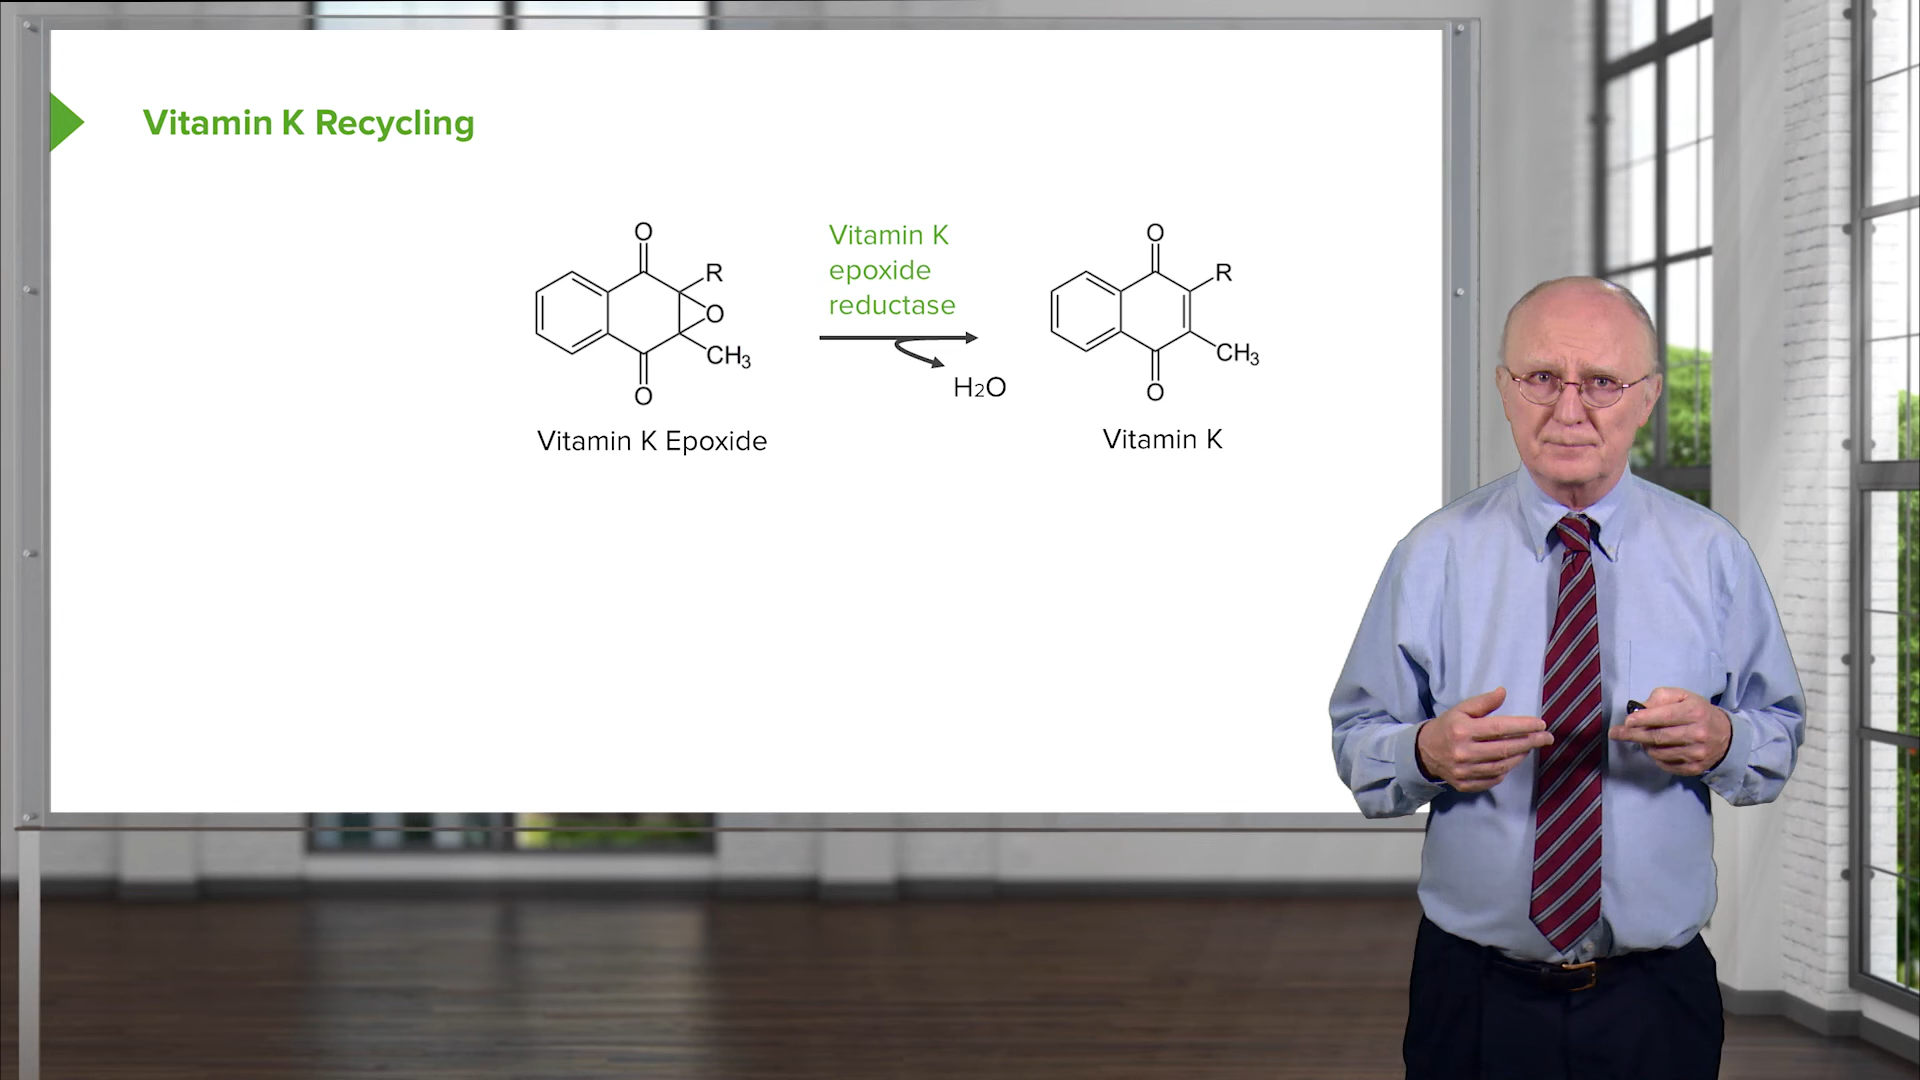 Vitamin K Recycling
O
R
O
CH3
O
Vitamin K Epoxide
Vitamin K
epoxide
reductase
H2O
O
R
CH3
O
Vitamin K